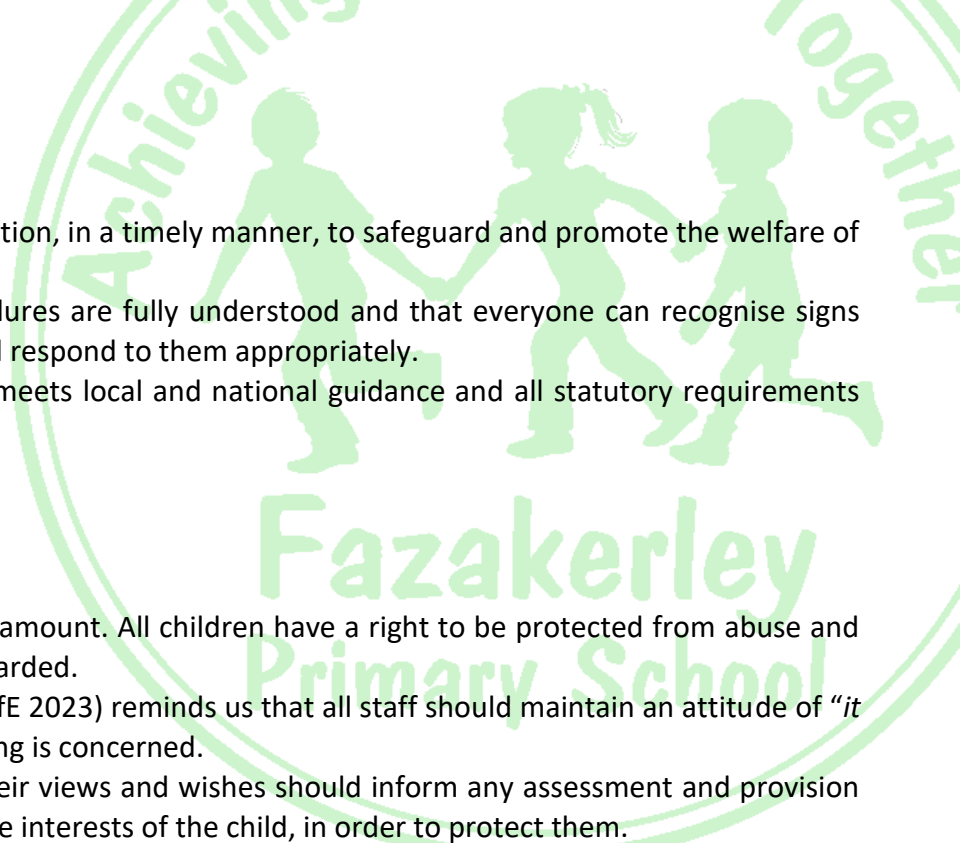 Achieving
Together
tion, in a timely manner, to safeguard and promote the welfare of
lures are fully understood and that everyone can recognise signs
respond to them appropriately.
meets local and national guidance and all statutory requirements
Fazakerley
Primary School
amount. All children have a right to be protected from abuse and
arded.
fE 2023) reminds us that all staff should maintain an attitude of “it
ng is concerned.
eir views and wishes should inform any assessment and provision
e interests of the child, in order to protect them.